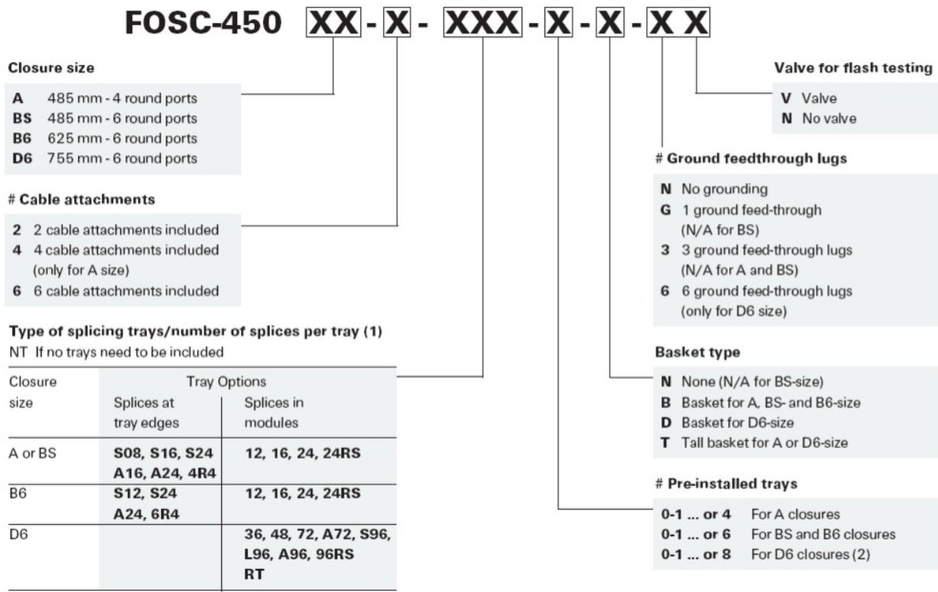 FOSC-450 XX - X - XXX - X - X - X X
Closure size
A 485 mm - 4 round ports
BS 485 mm - 6 round ports
B6 625 mm - 6 round ports
D6 755 mm - 6 round ports
# Cable attachments
2 2 cable attachments included
4 4 cable attachments included
(only for A size)
6 6 cable attachments included
Type of splicing trays/number of splices per tray (1)
NT If no trays need to be included
Closure size
Tray Options
Splices at tray edges
Splices in modules
A or BS
S08, S16, S24
A16, A24, 4R4
12, 16, 24, 24RS
B6
S12, S24
A24, 6R4
12, 16, 24, 24RS
D6
36, 48, 72, A72, S96,
L96, A96, 96RS
RT
Valve for flash testing
V Valve
N No valve
# Ground feedthrough lugs
N No grounding
G 1 ground feed-through
(N/A for BS)
3 3 ground feed-through lugs
(N/A for A and BS)
6 6 ground feed-through lugs
(only for D6 size)
Basket type
N None (N/A for BS-size)
B Basket for A, BS- and B6-size
D Basket for D6-size
T Tall basket for A or D6-size
# Pre-installed trays
0-1 ... or 4 For A closures
0-1 ... or 6 For BS and B6 closures
0-1 ... or 8 For D6 closures (2)